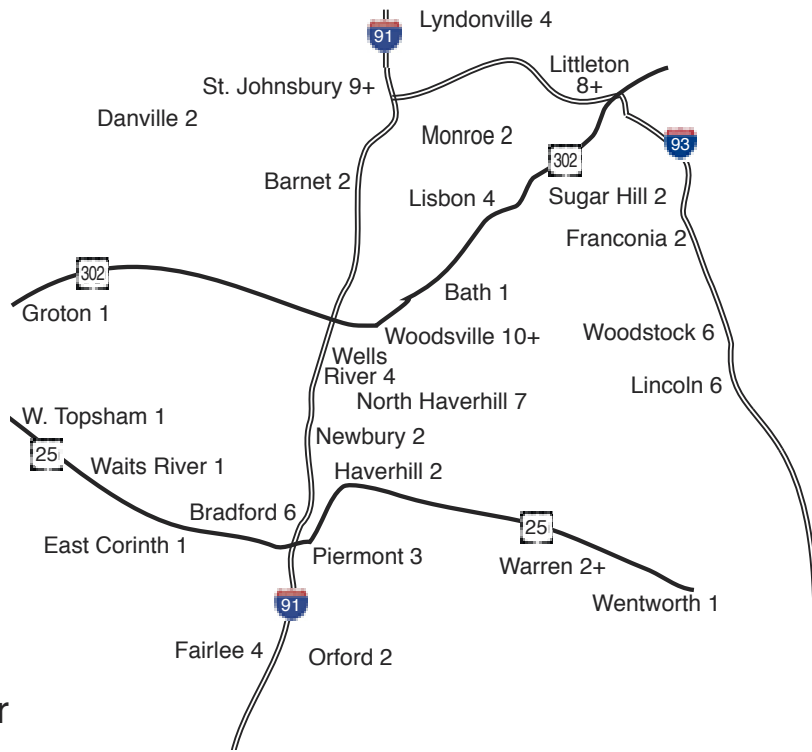 Lyndonville 4
91
Littleton
8+
St. Johnsbury 9+
Danville 2
Monroe 2
93
302
Barnet 2
Lisbon 4
Sugar Hill 2
Franconia 2
302
Groton 1
Bath 1
Woodsville 10+
Woodstock 6
Wells
River 4
Lincoln 6
North Haverhill 7
W. Topsham 1
Newbury 2
25
Waits River 1
Haverhill 2
Bradford 6
25
East Corinth 1
Piermont 3
Warren 2+
91
Wentworth 1
Fairlee 4
Orford 2
r